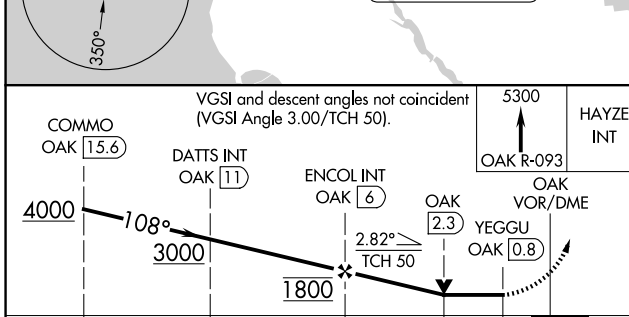 350°
VGSI and descent angles not coincident
(VGSI Angle 3.00/TCH 50).
5300
OAK R-093
HAYZE
INT
COMMO
OAK 15.6
DATTS INT
OAK 11
ENCOL INT
OAK 6
OAK
2.3
YEGGU
OAK 0.8
OAK
VOR/DME
4000
108°
3000
1800
2.82°
TCH 50